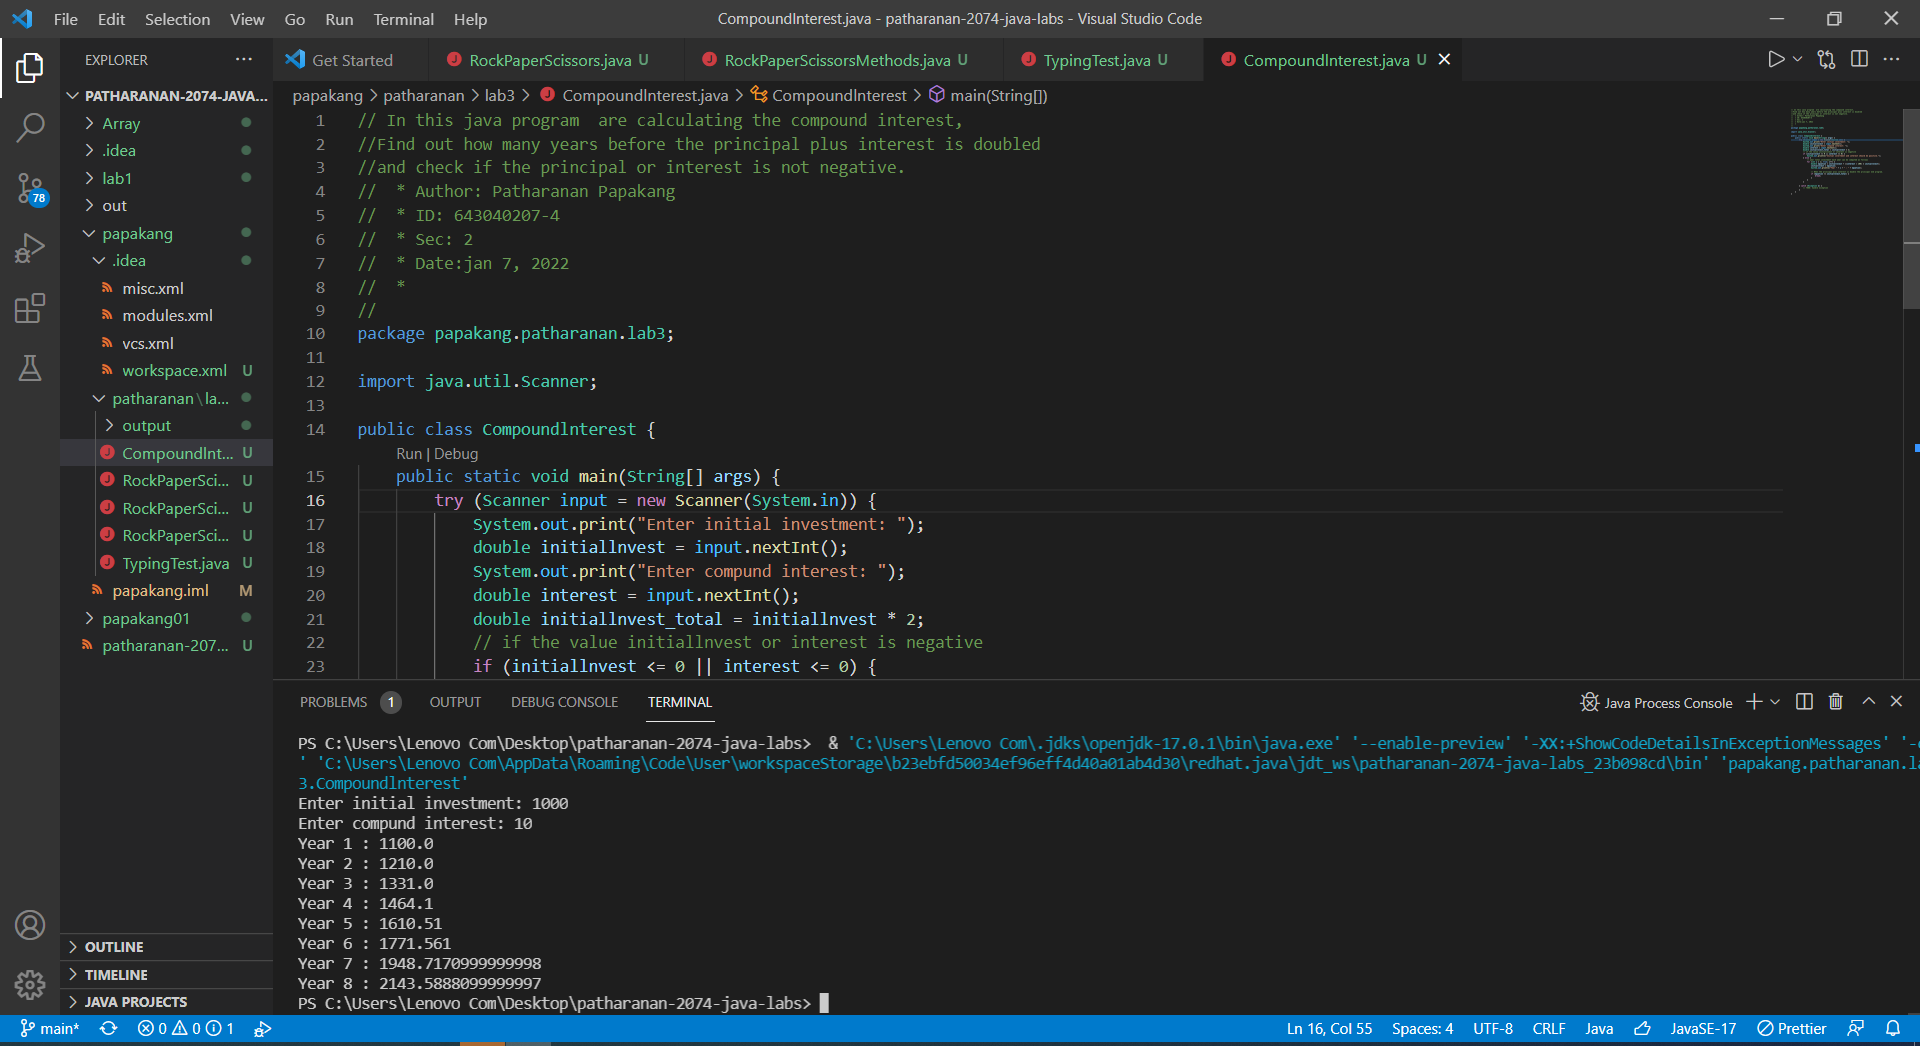 File Edit Selection View Go Run Terminal Help
CompoundlnterestJava - patharanan-2074-java-labs - Visual Studio Code
EXPLORER
PATHARANAN-2074-JAVA...
Array
.idea
lab1
out
papakang
.idea
misc.xml
modules.xml
vcs.xml
workspace.xml U
patharanan\la...
output
Compoundlnt... U
RockPaperSci... U
RockPaperSci... U
RockPaperSci... U
TypingTest.java U
papakang.iml M
papakang01
patharanan-207... U
OUTLINE
TIMELINE
JAVA PROJECTS
78
Get Started
RockPaperScissors.java U
RockPaperScissorsMethods.java U
TypingTest.java U
Compoundlnterest.java U
papakang > patharanan > lab3 > Compoundlnterest.java > Compoundlnterest > main(String[])
1 // In this java program  are calculating the compound interest,
2 //Find out how many years before the principal plus interest is doubled
3 //and check if the principal or interest is not negative.
4 //  * Author: Patharanan Papakang
5 //  * ID: 643040207-4
6 //  * Sec: 2
7 //  * Date:jan 7, 2022
8 //  *
9 //
10 package papakang.patharanan.lab3;
11
12 import java.util.Scanner;
13
14 public class Compoundlnterest {
Run | Debug
15 public static void main(String[] args) {
16 try (Scanner input = new Scanner(System.in)) {
17 System.out.print("Enter initial investment: ");
18 double initiallnvest = input.nextInt();
19 System.out.print("Enter compund interest: ");
20 double interest = input.nextInt();
21 double initiallnvest_total = initiallnvest * 2;
22 // if the value initiallnvest or interest is negative
23 if (initiallnvest <= 0 || interest <= 0) {
PROBLEMS 1 OUTPUT DEBUG CONSOLE TERMINAL
Java Process Console
PS C:\Users\Lenovo Com\Desktop\patharanan-2074-java-labs>  & 'C:\Users\Lenovo Com\.jdks\openjdk-17.0.1\bin\java.exe' '--enable-preview' '-XX:+ShowCodeDetailsInExceptionMessages' '-c
' 'C:\Users\Lenovo Com\AppData\Roaming\Code\User\workspaceStorage\b23ebfd50034ef96eff4d40a01ab4d30\redhat.java\jdt_ws\patharanan-2074-java-labs_23b098cd\bin' 'papakang.patharanan.la
3.Compoundlnterest'
Enter initial investment: 1000
Enter compund interest: 10
Year 1 : 1100.0
Year 2 : 1210.0
Year 3 : 1331.0
Year 4 : 1464.1
Year 5 : 1610.51
Year 6 : 1771.561
Year 7 : 1948.7170999999998
Year 8 : 2143.5888099999997
PS C:\Users\Lenovo Com\Desktop\patharanan-2074-java-labs>
main* 0 0 1 Ln 16, Col 55 Spaces: 4 UTF-8 CRLF Java JavaSE-17 Prettier